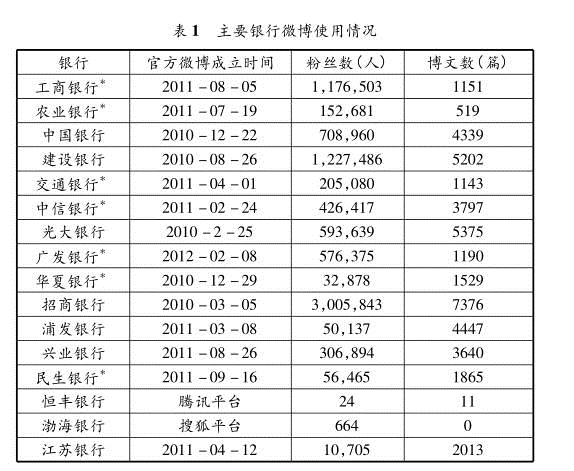 表1 主要银行微博使用情况
银行 官方微博成立时间 粉丝数(人) 博文数(篇)
工商银行* 2011-08-05 1,176,503 1151
农业银行* 2011-07-19 152,681 519
中国银行 2010-12-22 708,960 4339
建设银行 2010-08-26 1,227,486 5202
交通银行* 2011-04-01 205,080 1143
中信银行* 2011-02-24 426,417 3797
光大银行 2010-2-25 593,639 5375
广发银行* 2012-02-08 576,375 1190
华夏银行* 2010-12-29 32,878 1529
招商银行 2010-03-05 3,005,843 7376
浦发银行 2011-03-08 50,137 4447
兴业银行 2011-08-26 306,894 3640
民生银行* 2011-09-16 56,465 1865
恒丰银行 腾讯平台 24 11
渤海银行 搜狐平台 664 0
江苏银行 2011-04-12 10,705 2013